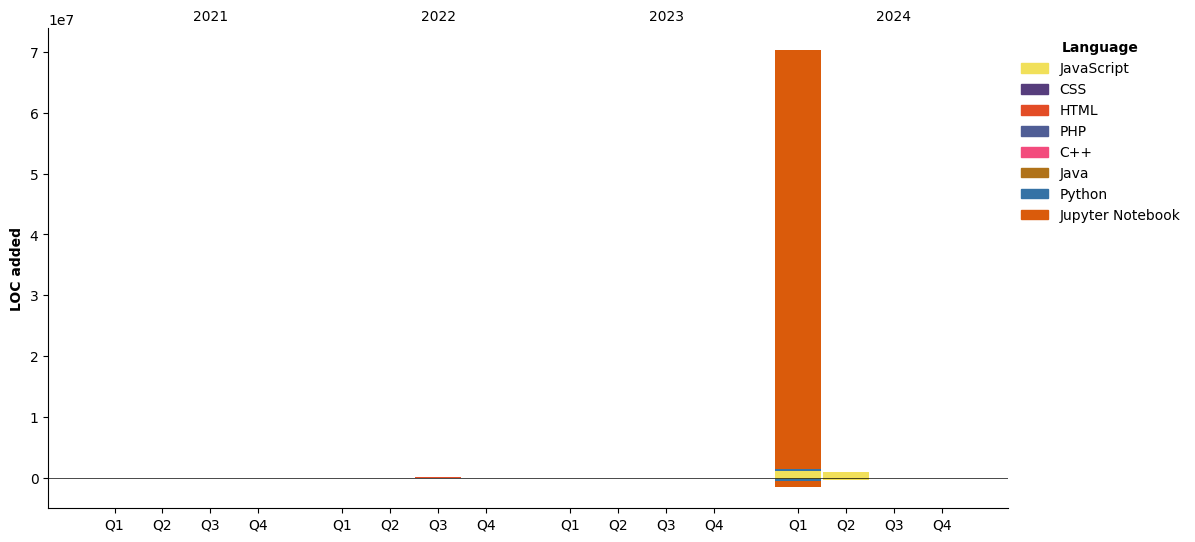 2021 2022 2023 2024
1e7
7
6
5
4
3
2
1
0
LOC added
Q1 Q2 Q3 Q4 Q1 Q2 Q3 Q4 Q1 Q2 Q3 Q4 Q1 Q2 Q3 Q4
Language
JavaScript
CSS
HTML
PHP
C++
Java
Python
Jupyter Notebook